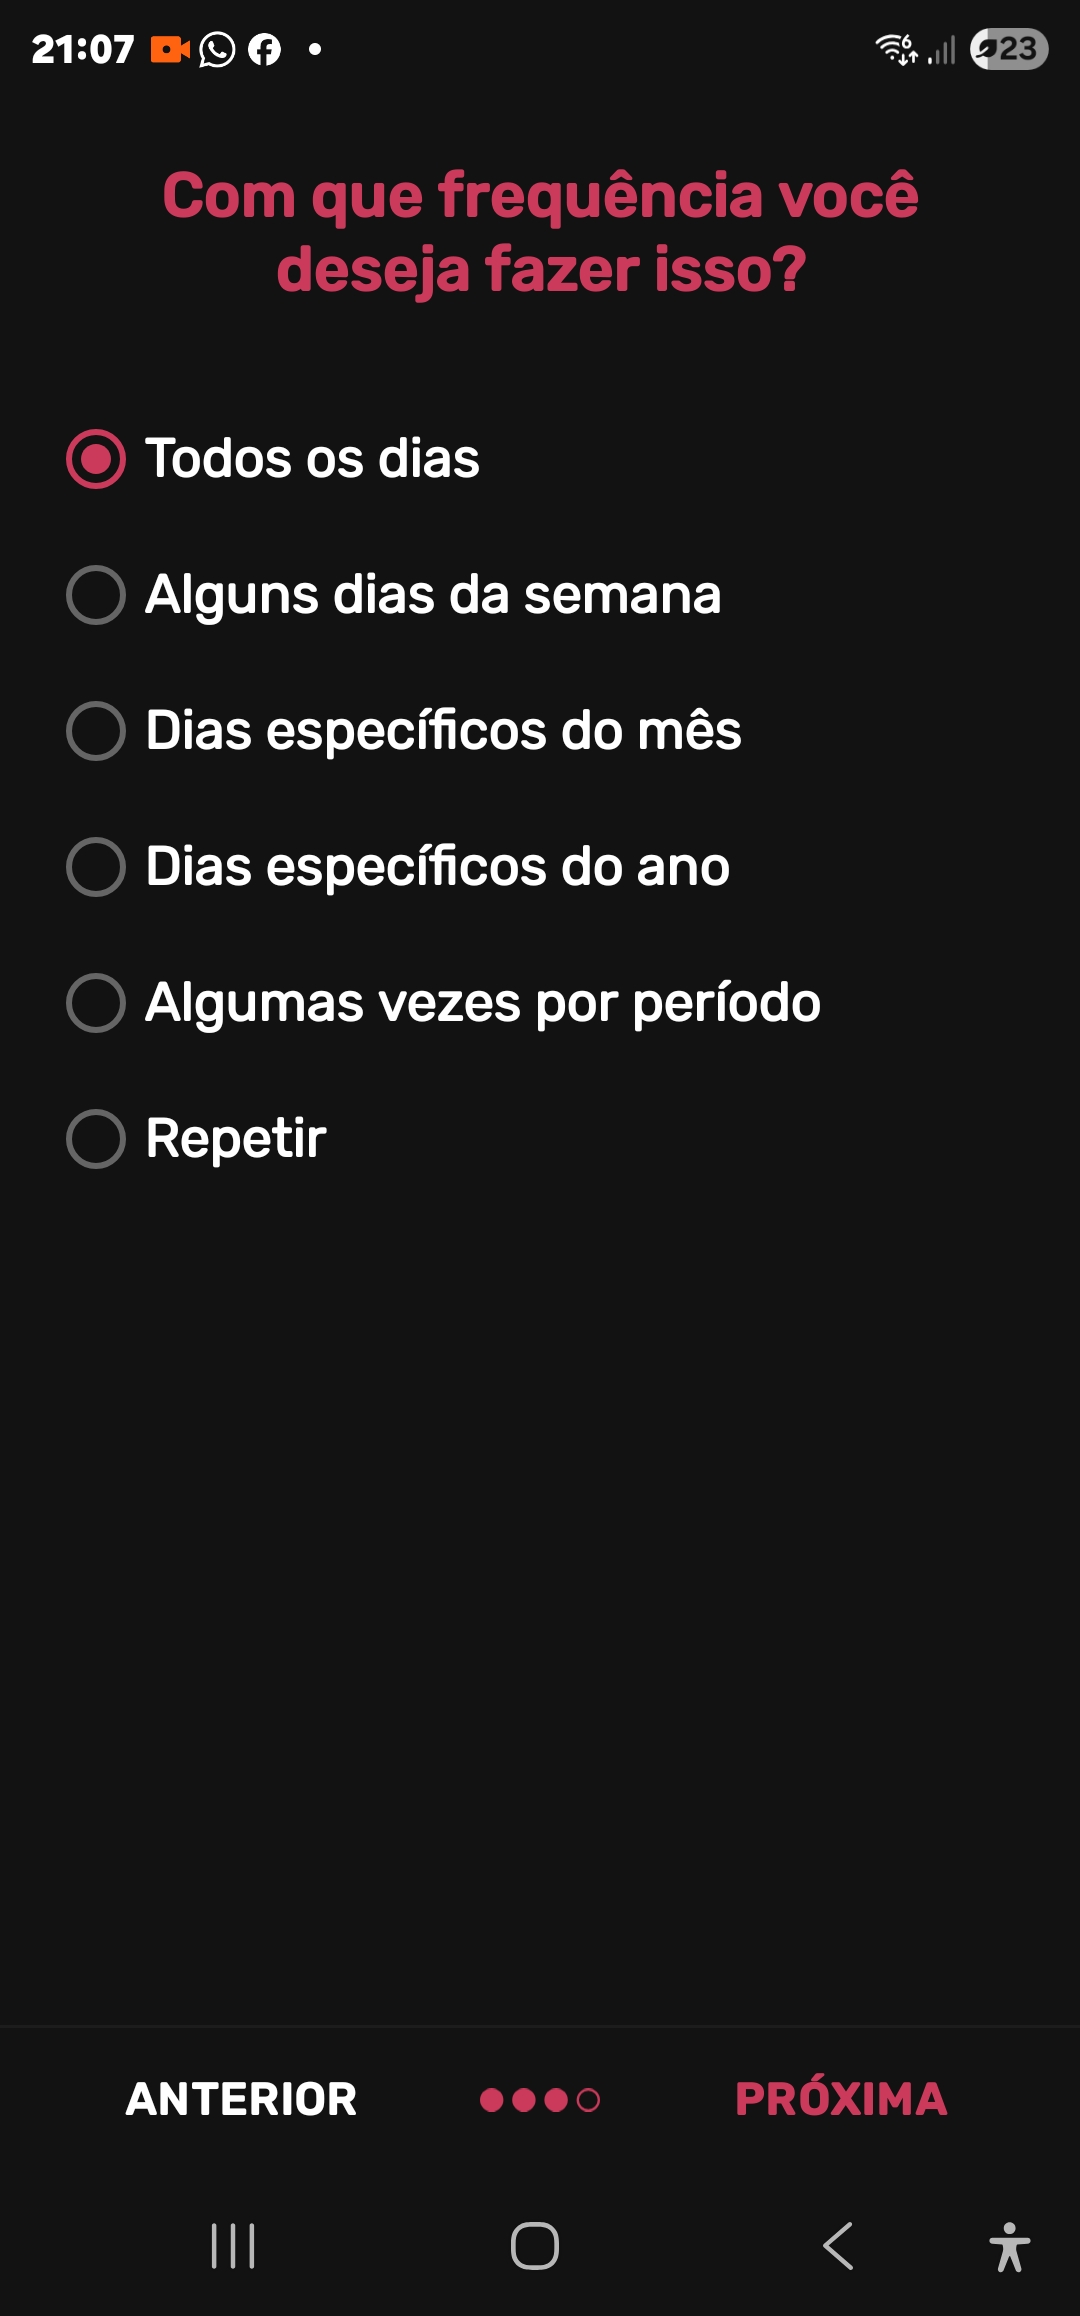 21:07
6
23
Com que frequência você
deseja fazer isso?
Todos os dias
Alguns dias da semana
Dias específicos do mês
Dias específicos do ano
Algumas vezes por período
Repetir
ANTERIOR
PRÓXIMA